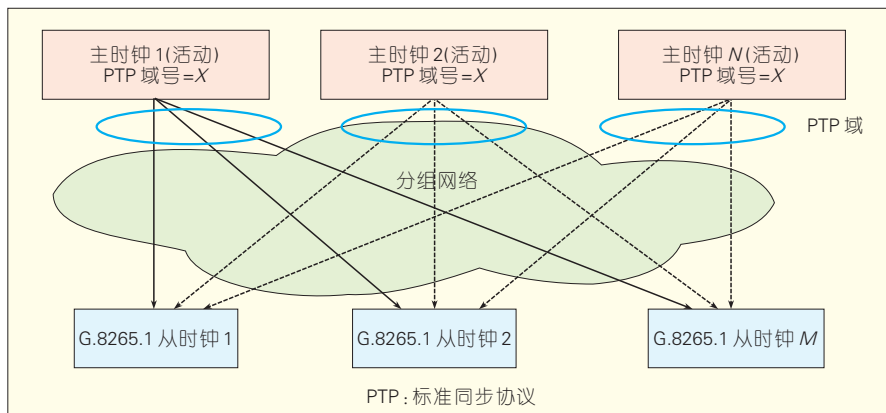 主时钟 1(活动)
PTP 域号=X
主时钟 2(活动)
PTP 域号=X
主时钟 N(活动)
PTP 域号=X
PTP 域
分组网络
G.8265.1 从时钟 1
G.8265.1 从时钟 2
G.8265.1 从时钟 M
PTP:标准同步协议